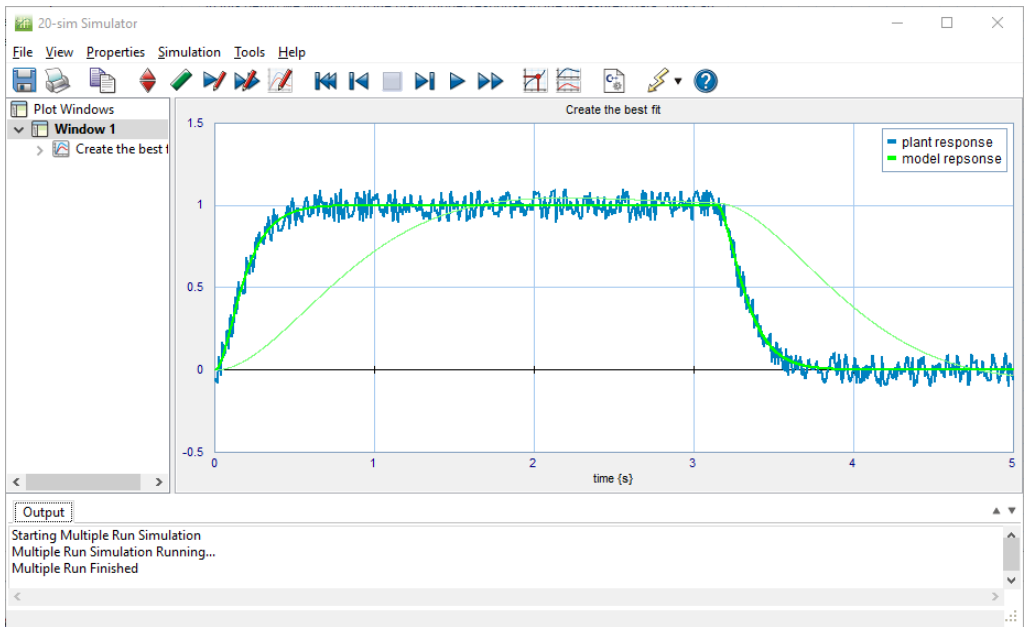 20-sim Simulator
File View Properties Simulation Tools Help
Plot Windows
Window 1
Create the best f
Create the best fit
1.5
1
0.5
0
-0.5
0 1 2 3 4 5
time {s}
plant response
model repsonse
Output
Starting Multiple Run Simulation
Multiple Run Simulation Running...
Multiple Run Finished